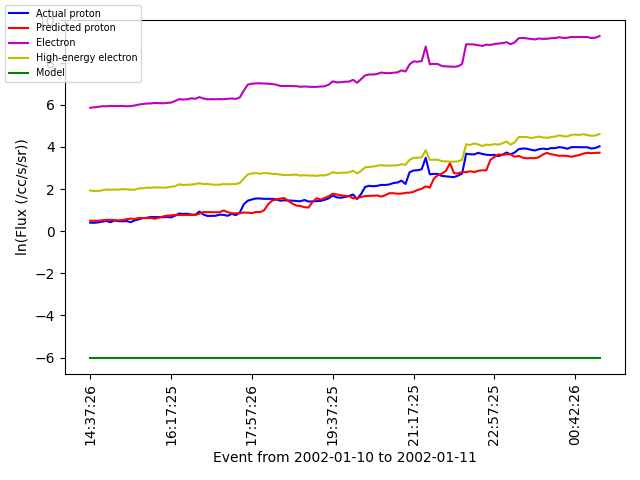 Actual proton
Predicted proton
Electron
High-energy electron
Model
6
4
2
0
−2
−4
−6
ln(Flux (/cc/s/sr))
14:37:26
16:17:25
17:57:26
19:37:25
21:17:25
22:57:25
00:42:26
Event from 2002-01-10 to 2002-01-11